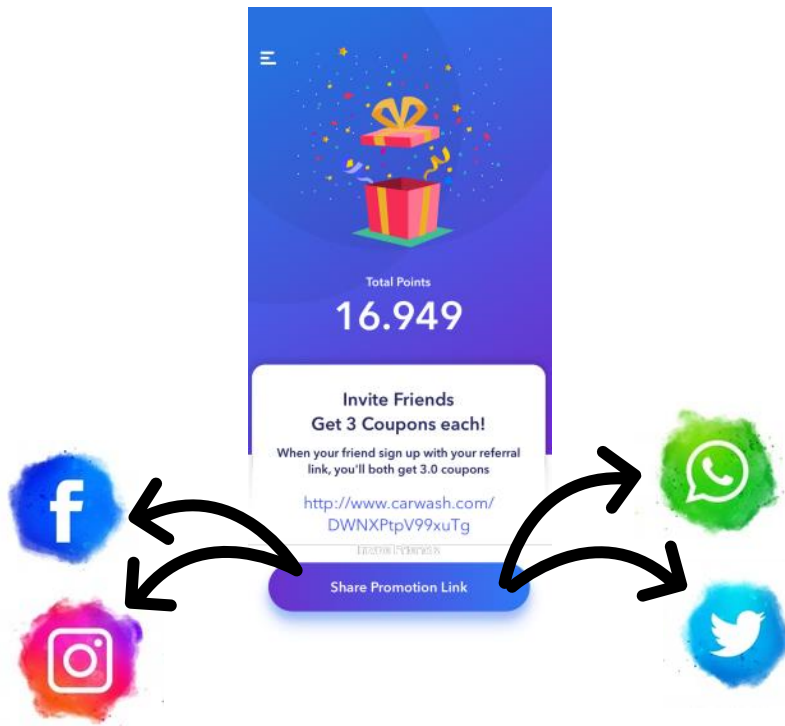 Total Points
16.949
Invite Friends
Get 3 Coupons each!
When your friend sign up with your referral
link, you'll both get 3.0 coupons
http://www.carwash.com/
DWNXPtpV99xuTg
Share Promotion Link